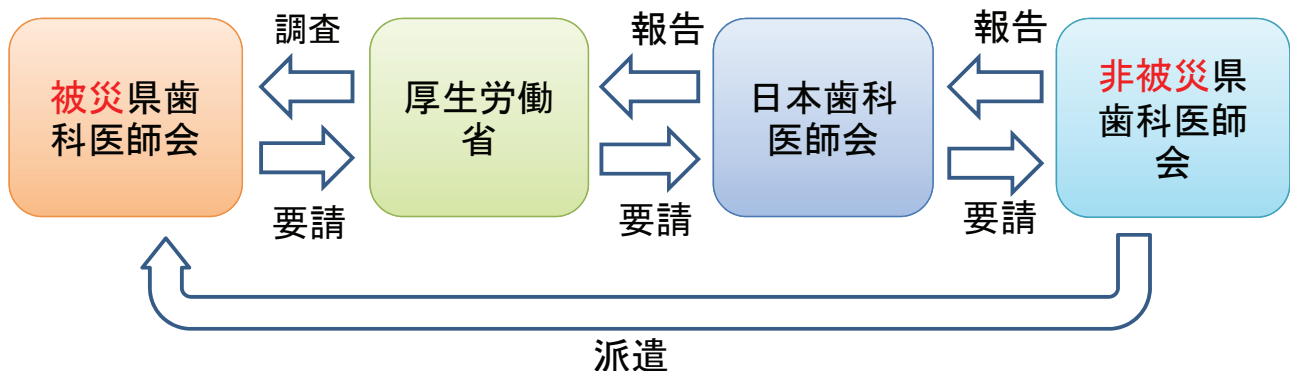 調査
報告
報告
被災県歯
科医師会
厚生労働
省
日本歯科
医師会
非被災県
歯科医師
会
要請
要請
要請
派遣